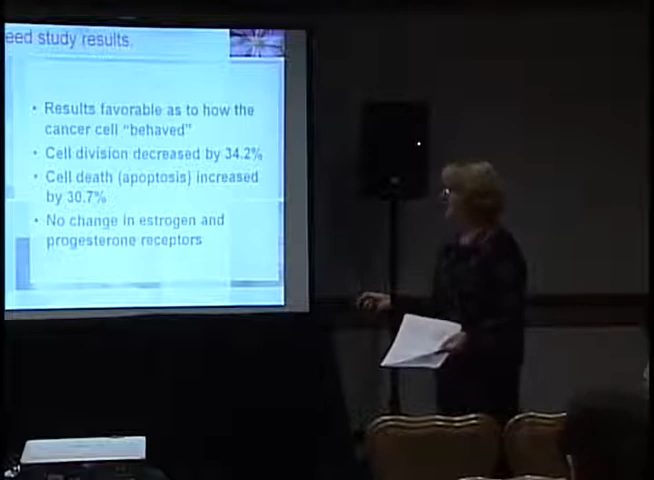 eed study results.
• Results favorable as to how the
cancer cell "behaved"
• Cell division decreased by 34.2%
• Cell death (apoptosis) increased
by 30.7%
• No change in estrogen and
progesterone receptors